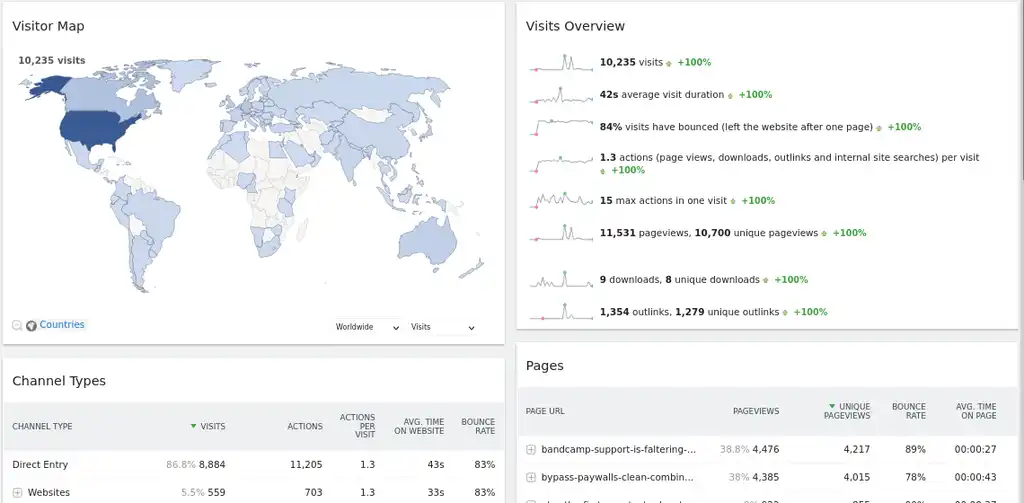 Visitor Map
10,235 visits
Countries
Worldwide
Visits
Visits Overview
10,235 visits +100%
42s average visit duration +100%
84% visits have bounced (left the website after one page) +100%
1.3 actions (page views, downloads, outlinks and internal site searches) per visit
+100%
15 max actions in one visit +100%
11,531 pageviews, 10,700 unique pageviews +100%
9 downloads, 8 unique downloads +100%
1,354 outlinks, 1,279 unique outlinks +100%
Channel Types
CHANNEL TYPE VISITS ACTIONS ACTIONS PER VISIT AVG. TIME ON WEBSITE BOUNCE RATE
Direct Entry 86.8% 8,884 11,205 1.3 43s 83%
Websites 5.5% 559 703 1.3 33s 83%
Pages
PAGE URL PAGEVIEWS UNIQUE PAGEVIEWS BOUNCE RATE AVG. TIME ON PAGE
bandcamp-support-is-faltering-... 38.8% 4,476 4,217 89% 00:00:27
bypass-paywalls-clean-combin... 38% 4,385 4,015 78% 00:00:43